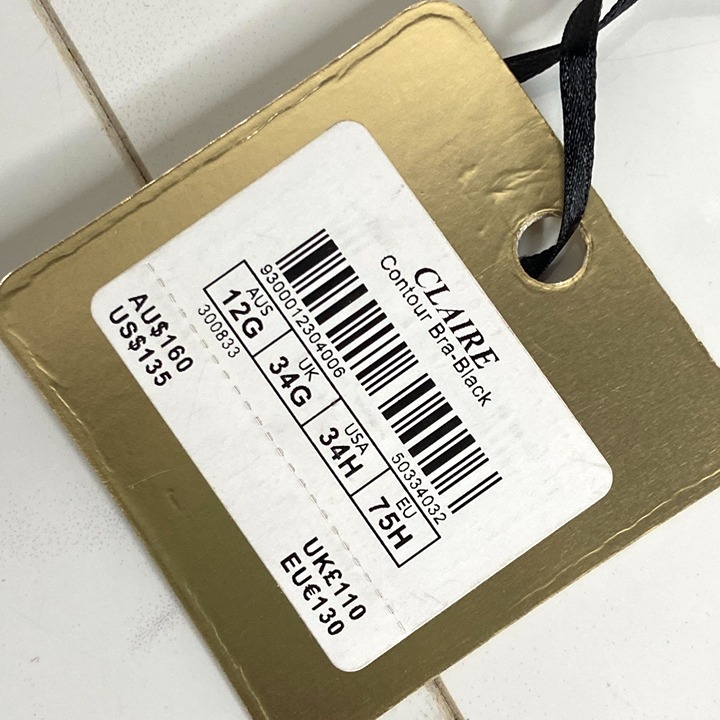 CLAIRE
Contour Bra-Black
9300012304006
50334032
AUS UK USA EU
12G 34G 34H 75H
300833
AU$160 UK£110
US$135 EU€130